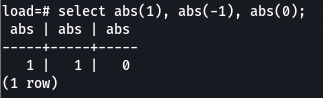 load=# select abs(1), abs(-1), abs(0);
 abs | abs | abs
-----+-----+-----
   1 |   1 |   0
(1 row)